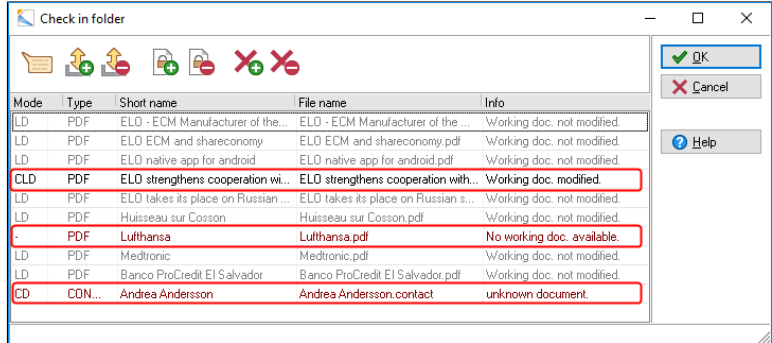 Check in folder
OK
Cancel
Help
Mode Type Short name File name Info
LD PDF ELO - ECM Manufacturer of the... ELO - ECM Manufacturer of the ... Working doc. not modified.
LD PDF ELO ECM and shareconomy ELO ECM and shareconomy.pdf Working doc. not modified.
LD PDF ELO native app for android ELO native app for android.pdf Working doc. not modified.
CLD PDF ELO strengthens cooperation wi... ELO strengthens cooperation with... Working doc. modified.
LD PDF ELO takes its place on Russian ... ELO takes its place on Russian s... Working doc. not modified.
LD PDF Huisseau sur Cosson Huisseau sur Cosson.pdf Working doc. not modified.
- PDF Lufthansa Lufthansa.pdf No working doc. available.
LD PDF Medtronic Medtronic.pdf Working doc. not modified.
LD PDF Banco ProCredit El Salvador Banco ProCredit El Salvador.pdf Working doc. not modified.
CD CON... Andrea Andersson Andrea Andersson.contact unknown document.